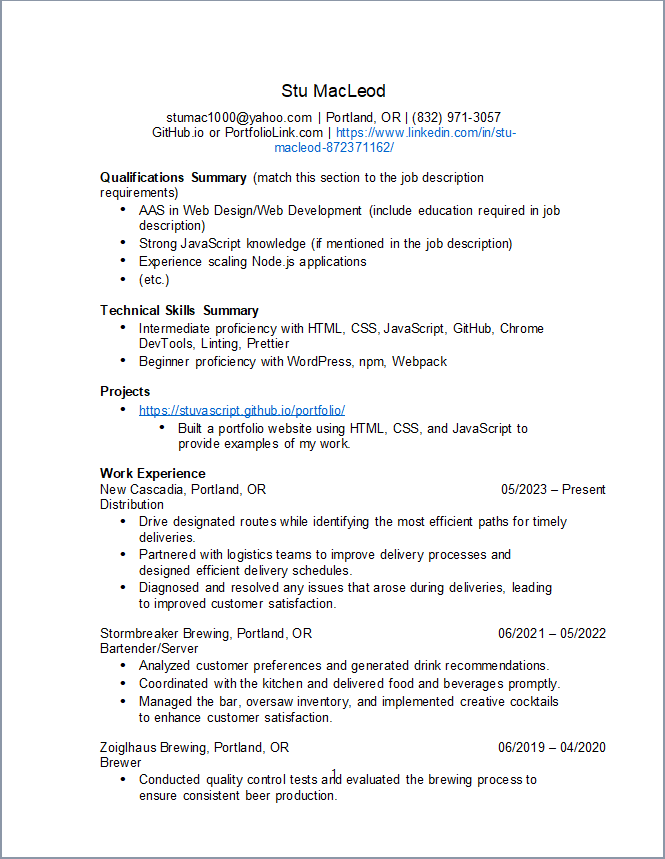 Stu MacLeod
stumac1000@yahoo.com | Portland, OR | (832) 971-3057
GitHub.io or PortfolioLink.com | https://www.linkedin.com/in/stu-
macleod-872371162/
Qualifications Summary (match this section to the job description
requirements)
• AAS in Web Design/Web Development (include education required in job
description)
• Strong JavaScript knowledge (if mentioned in the job description)
• Experience scaling Node.js applications
• (etc.)
Technical Skills Summary
• Intermediate proficiency with HTML, CSS, JavaScript, GitHub, Chrome
DevTools, Linting, Prettier
• Beginner proficiency with WordPress, npm, Webpack
Projects
• https://stuvascript.github.io/portfolio/
• Built a portfolio website using HTML, CSS, and JavaScript to
provide examples of my work.
Work Experience
New Cascadia, Portland, OR 05/2023 – Present
Distribution
• Drive designated routes while identifying the most efficient paths for timely
deliveries.
• Partnered with logistics teams to improve delivery processes and
designed efficient delivery schedules.
• Diagnosed and resolved any issues that arose during deliveries, leading
to improved customer satisfaction.
Stormbreaker Brewing, Portland, OR 06/2021 – 05/2022
Bartender/Server
• Analyzed customer preferences and generated drink recommendations.
• Coordinated with the kitchen and delivered food and beverages promptly.
• Managed the bar, oversaw inventory, and implemented creative cocktails
to enhance customer satisfaction.
Zoiglhaus Brewing, Portland, OR 06/2019 – 04/2020
Brewer
• Conducted quality control tests and evaluated the brewing process to
ensure consistent beer production.
1